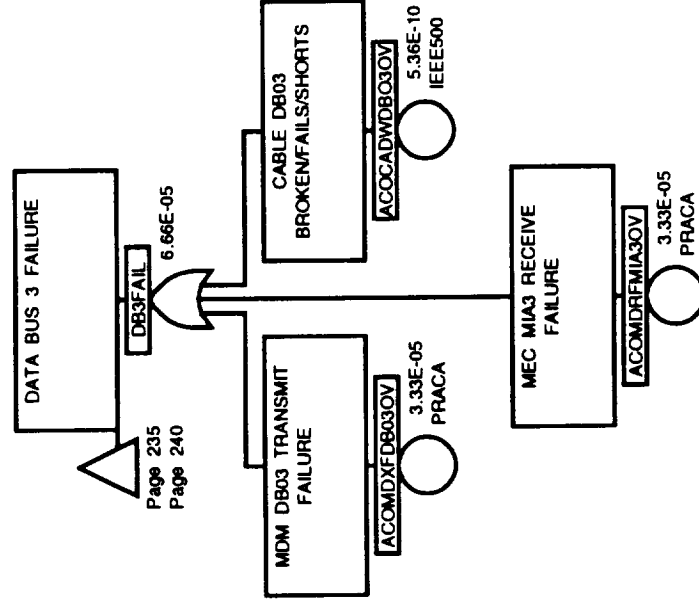 DATA BUS 3 FAILURE
Page 235
Page 240
DB3FAIL
6.66E-05
MDM DB03 TRANSMIT
FAILURE
ACOMDXFDB03OV
3.33E-05
PRACA
CABLE DB03
BROKEN/FAILS/SHORTS
ACOCADWDBO3OV
5.36E-10
IEEE500
MEC MIA3 RECEIVE
FAILURE
ACOMDRFMIA3OV
3.33E-05
PRACA